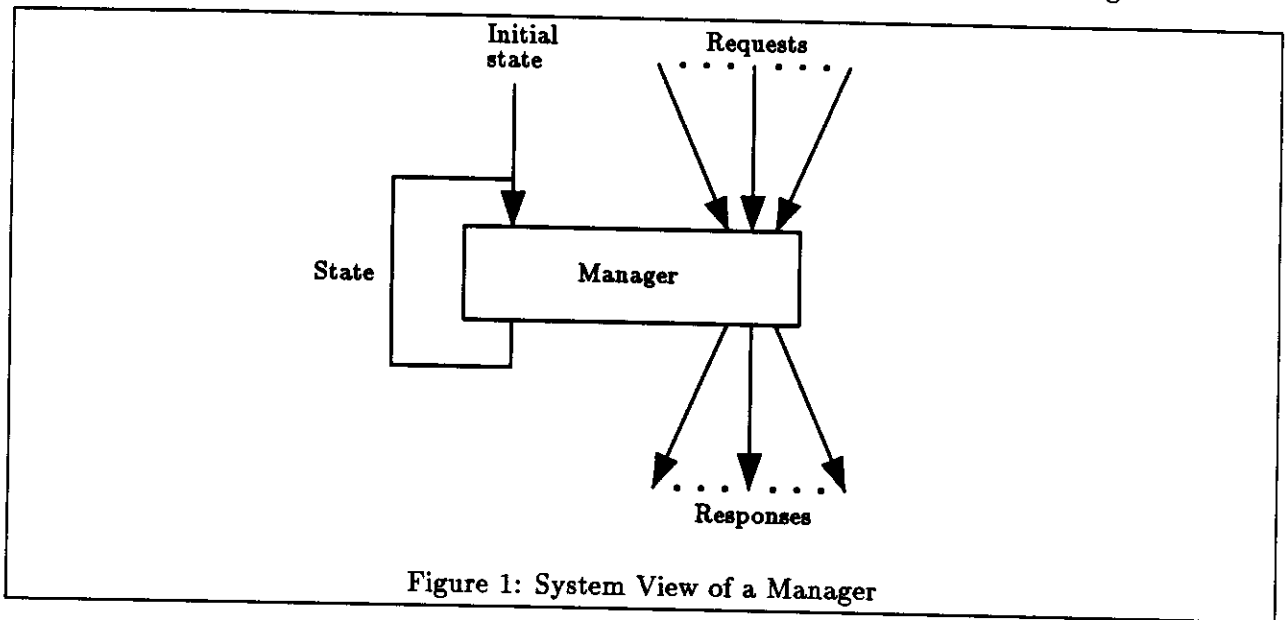 Initial
state
Requests
State
Manager
Responses
Figure 1: System View of a Manager